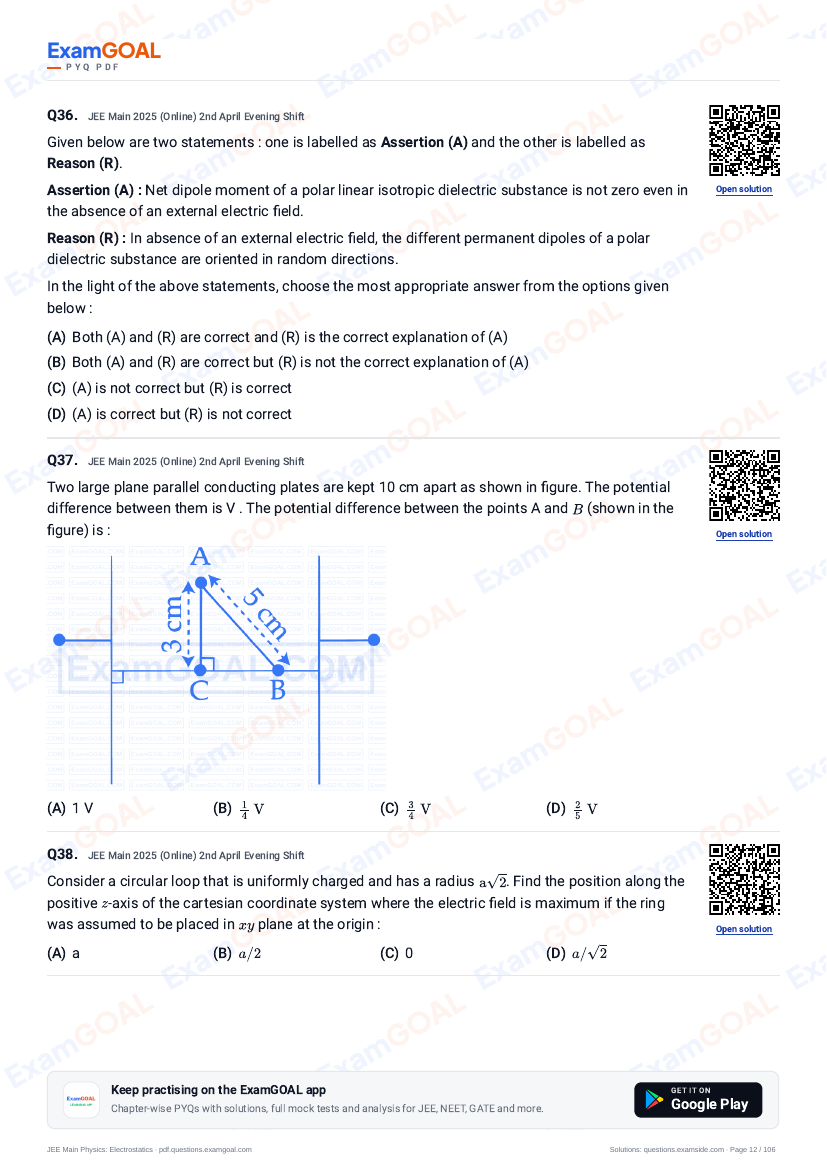 ExamGOAL
PYQ PDF
Q36. JEE Main 2025 (Online) 2nd April Evening Shift
Given below are two statements : one is labelled as Assertion (A) and the other is labelled as
Reason (R).
Open solution
Assertion (A) : Net dipole moment of a polar linear isotropic dielectric substance is not zero even in
the absence of an external electric field.
Reason (R) : In absence of an external electric field, the different permanent dipoles of a polar
dielectric substance are oriented in random directions.
In the light of the above statements, choose the most appropriate answer from the options given
below :
(A) Both (A) and (R) are correct and (R) is the correct explanation of (A)
(B) Both (A) and (R) are correct but (R) is not the correct explanation of (A)
(C) (A) is not correct but (R) is correct
(D) (A) is correct but (R) is not correct
Q37. JEE Main 2025 (Online) 2nd April Evening Shift
Two large plane parallel conducting plates are kept 10 cm apart as shown in figure. The potential
difference between them is V . The potential difference between the points A and B (shown in the
figure) is :
Open solution
A
3 cm
5 cm
C
B
ExamGOAL.COM
(A) 1 V (B) 1/4 V (C) 3/4 V (D) 2/5 V
Q38. JEE Main 2025 (Online) 2nd April Evening Shift
Consider a circular loop that is uniformly charged and has a radius a√2. Find the position along the
positive z-axis of the cartesian coordinate system where the electric field is maximum if the ring
was assumed to be placed in xy plane at the origin :
Open solution
(A) a (B) a/2 (C) 0 (D) a/√2
Keep practising on the ExamGOAL app
Chapter-wise PYQs with solutions, full mock tests and analysis for JEE, NEET, GATE and more.
GET IT ON
Google Play
JEE Main Physics: Electrostatics · pdf.questions.examgoal.com
Solutions: questions.examside.com · Page 12 / 106